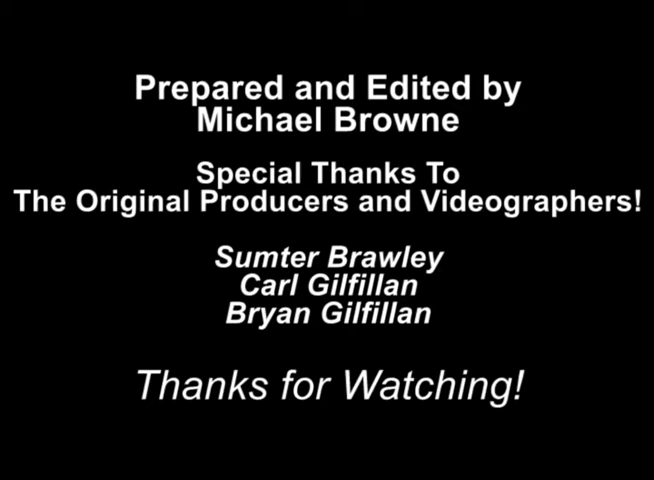 Prepared and Edited by
Michael Browne
Special Thanks To
The Original Producers and Videographers!
Sumter Brawley
Carl Gilfillan
Bryan Gilfillan
Thanks for Watching!